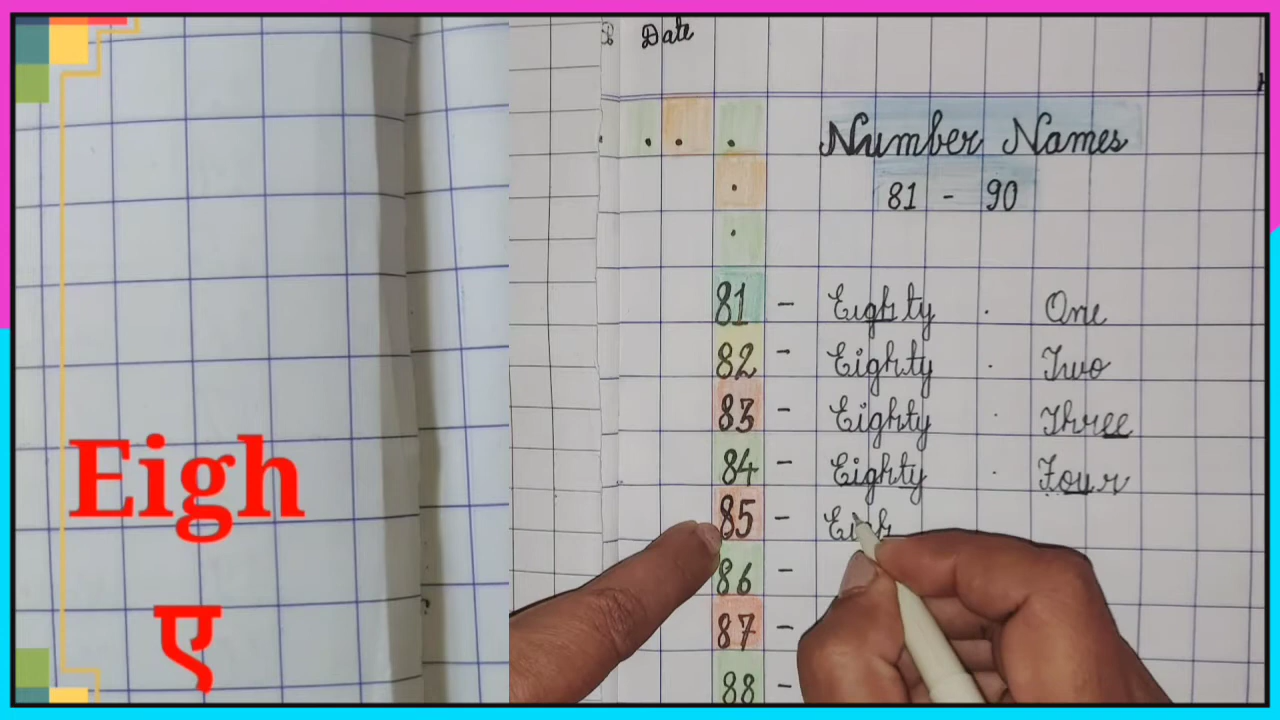 Date
Number Names
81 - 90
81 - Eighty . One
82 - Eighty . Two
83 - Eighty . Three
84 - Eighty . Four
85 - Eigh
86 -
87 -
88 -
Eigh
ए